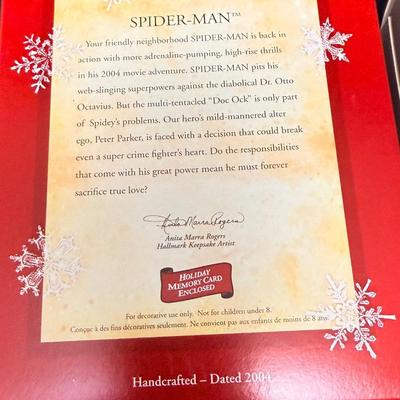 SPIDER-MAN™
Your friendly neighborhood SPIDER-MAN is back in
action with more adrenaline-pumping, high-rise thrills
in his 2004 movie adventure. SPIDER-MAN pits his
web-slinging superpowers against the diabolical Dr. Otto
Octavius. But the multi-tentacled "Doc Ock" is only part
of Spidey's problems. Our hero's mild-mannered alter
ego, Peter Parker, is faced with a decision that could break
even a super crime fighter's heart. Do the responsibilities
that come with his great power mean he must forever
sacrifice true love?
Anita Marra Rogers
Anita Marra Rogers
Hallmark Keepsake Artist
HOLIDAY
MEMORY CARD
ENCLOSED
For decorative use only. Not for children under 8.
Conçue à des fins décoratives seulement. Ne convient pas aux enfants de moins de 8 ans.
Handcrafted – Dated 2004